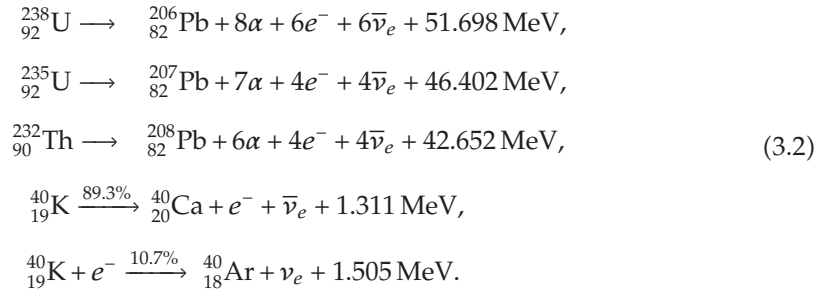 ²³⁸₉₂U ⟶ ²⁰⁶₈₂Pb + 8α + 6e⁻ + 6ν̅ₑ + 51.698 MeV,
²³⁵₉₂U ⟶ ²⁰⁷₈₂Pb + 7α + 4e⁻ + 4ν̅ₑ + 46.402 MeV,
²³²₉₀Th ⟶ ²⁰⁸₈₂Pb + 6α + 4e⁻ + 4ν̅ₑ + 42.652 MeV, (3.2)
⁴⁰₁₉K —89.3%→ ⁴⁰₂₀Ca + e⁻ + ν̅ₑ + 1.311 MeV,
⁴⁰₁₉K + e⁻ —10.7%→ ⁴⁰₁₈Ar + νₑ + 1.505 MeV.